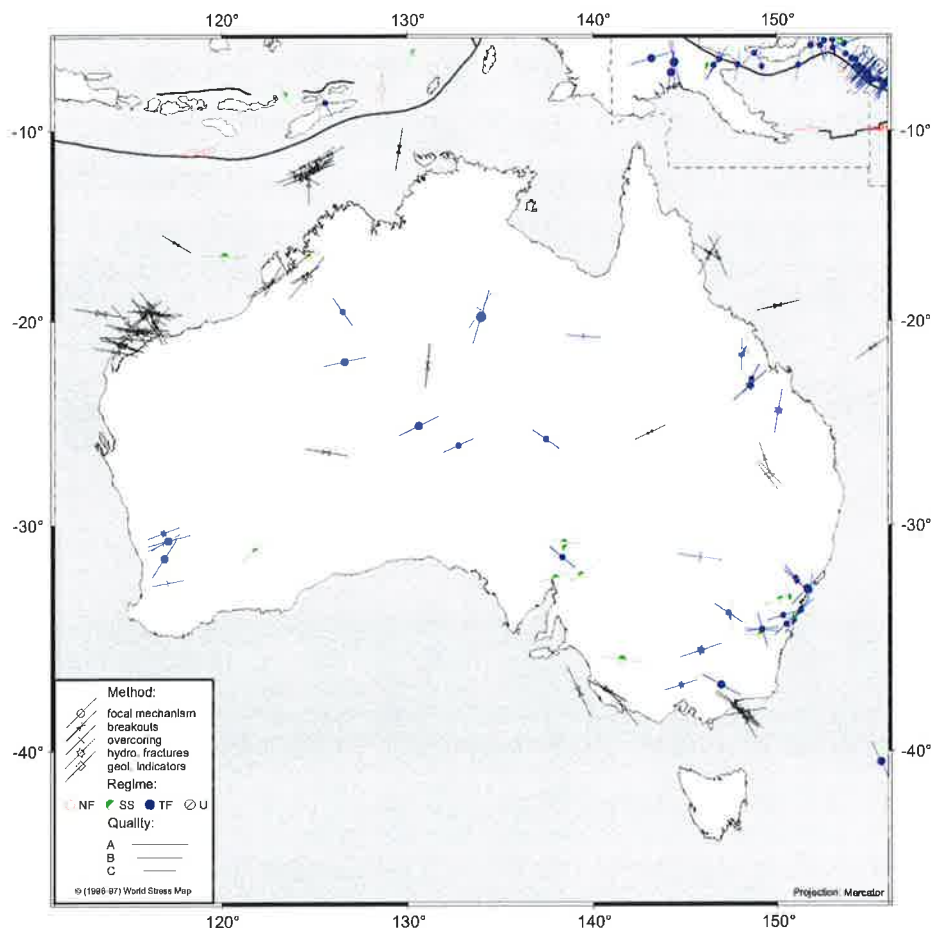 120° 130° 140° 150°
-10° -10°
-20° -20°
-30° -30°
-40° -40°
Method:
focal mechanism
breakouts
overcoring
hydro. fractures
geol. indicators
Regime:
NF SS TF U
Quality:
A
B
C
© (1996-97) World Stress Map
Projection: Mercator
120° 130° 140° 150°